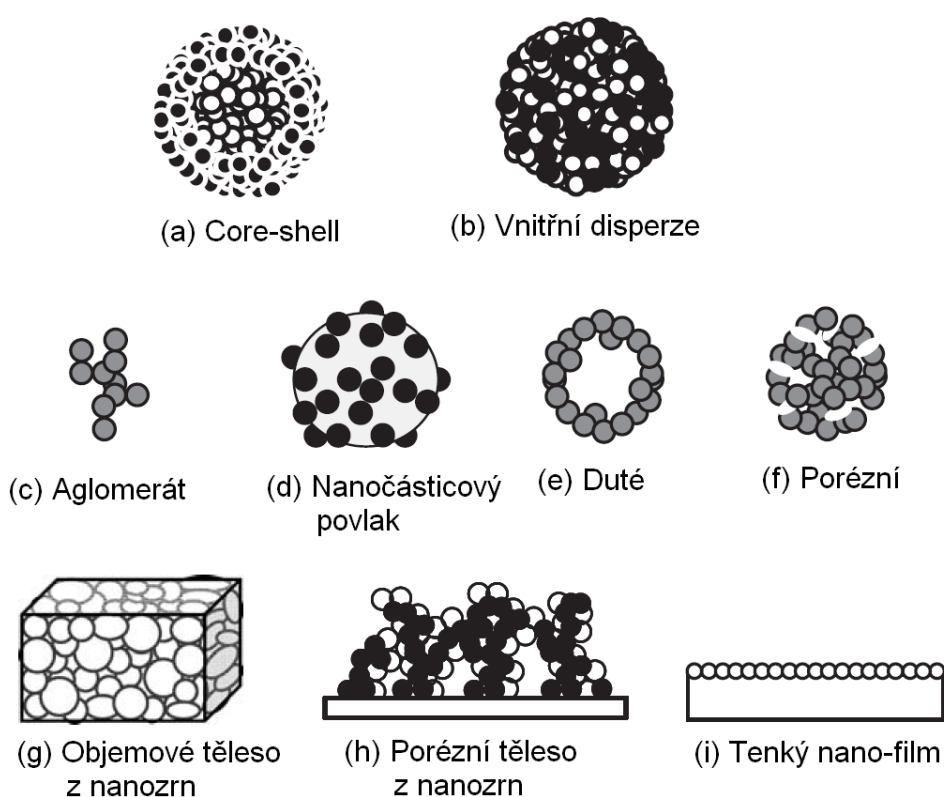 (a) Core-shell
(b) Vnitřní disperze
(c) Aglomerát
(d) Nanočásticový
povlak
(e) Duté
(f) Porézní
(g) Objemové těleso
z nanozrn
(h) Porézní těleso
z nanozrn
(i) Tenký nano-film